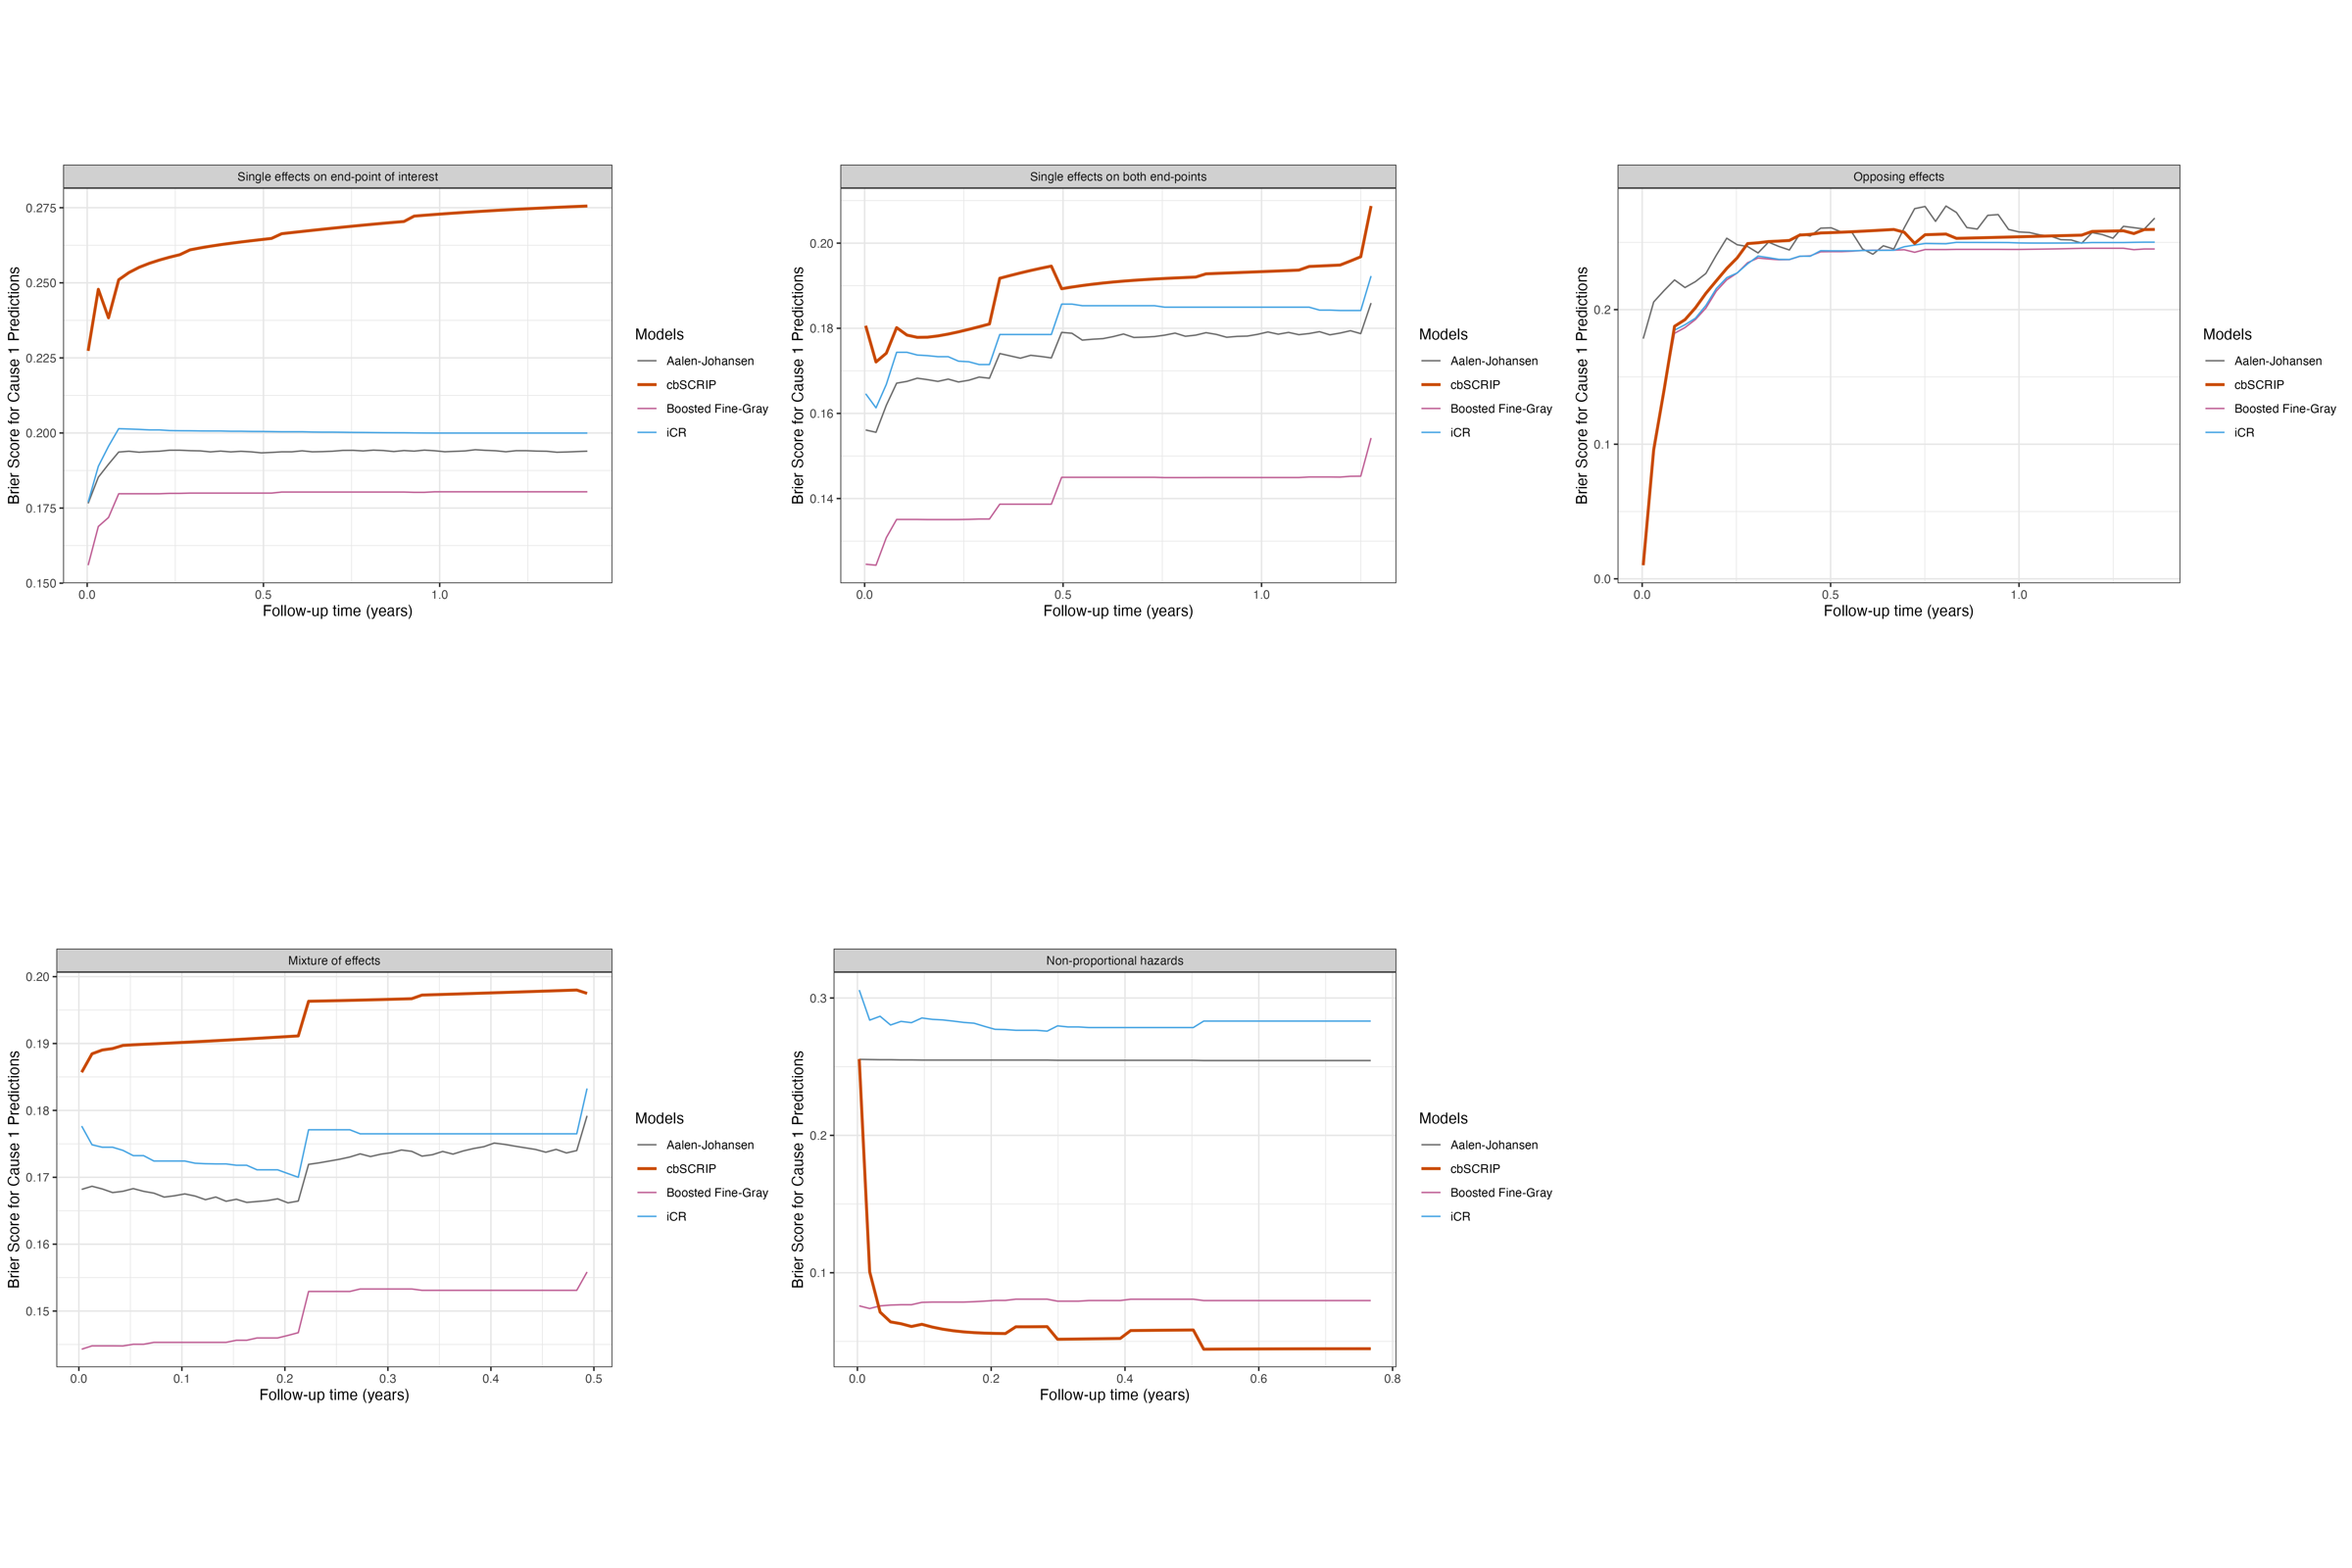 Single effects on end-point of interest
Brier Score for Cause 1 Predictions
0.275
0.250
0.225
0.200
0.175
0.150
0.0 0.5 1.0
Follow-up time (years)
Models
Aalen-Johansen
cbSCRIP
Boosted Fine-Gray
iCR
Single effects on both end-points
Brier Score for Cause 1 Predictions
0.20
0.18
0.16
0.14
0.0 0.5 1.0
Follow-up time (years)
Models
Aalen-Johansen
cbSCRIP
Boosted Fine-Gray
iCR
Opposing effects
Brier Score for Cause 1 Predictions
0.2
0.1
0.0
0.0 0.5 1.0
Follow-up time (years)
Models
Aalen-Johansen
cbSCRIP
Boosted Fine-Gray
iCR
Mixture of effects
Brier Score for Cause 1 Predictions
0.20
0.19
0.18
0.17
0.16
0.15
0.0 0.1 0.2 0.3 0.4 0.5
Follow-up time (years)
Models
Aalen-Johansen
cbSCRIP
Boosted Fine-Gray
iCR
Non-proportional hazards
Brier Score for Cause 1 Predictions
0.3
0.2
0.1
0.0 0.2 0.4 0.6 0.8
Follow-up time (years)
Models
Aalen-Johansen
cbSCRIP
Boosted Fine-Gray
iCR